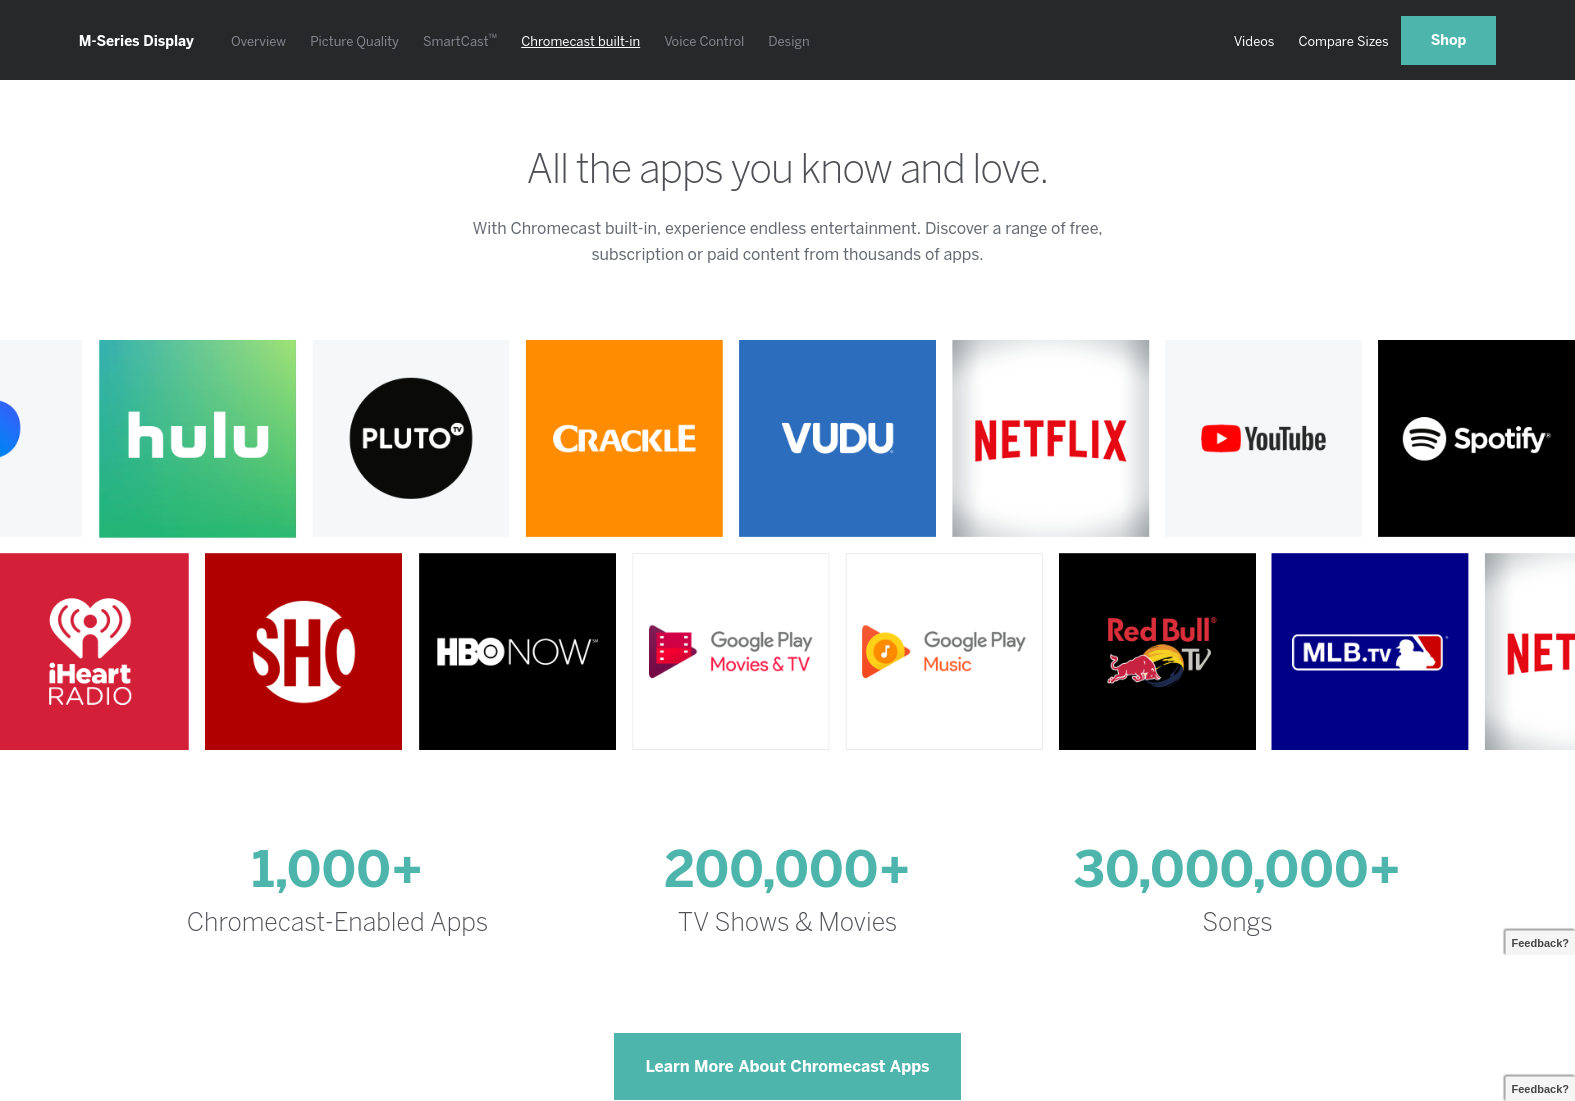 M-Series Display
Overview
Picture Quality
SmartCast™
Chromecast built-in
Voice Control
Design
Videos
Compare Sizes
Shop
All the apps you know and love.
With Chromecast built-in, experience endless entertainment. Discover a range of free,
subscription or paid content from thousands of apps.
hulu
PLUTO TV
CRACKLE
VUDU
NETFLIX
YouTube
Spotify®
iHeart
RADIO
SHO
HBO NOW℠
Google Play
Movies & TV
Google Play
Music
Red Bull®
TV
MLB.TV
NET
1,000+
Chromecast-Enabled Apps
200,000+
TV Shows & Movies
30,000,000+
Songs
Feedback?
Learn More About Chromecast Apps
Feedback?